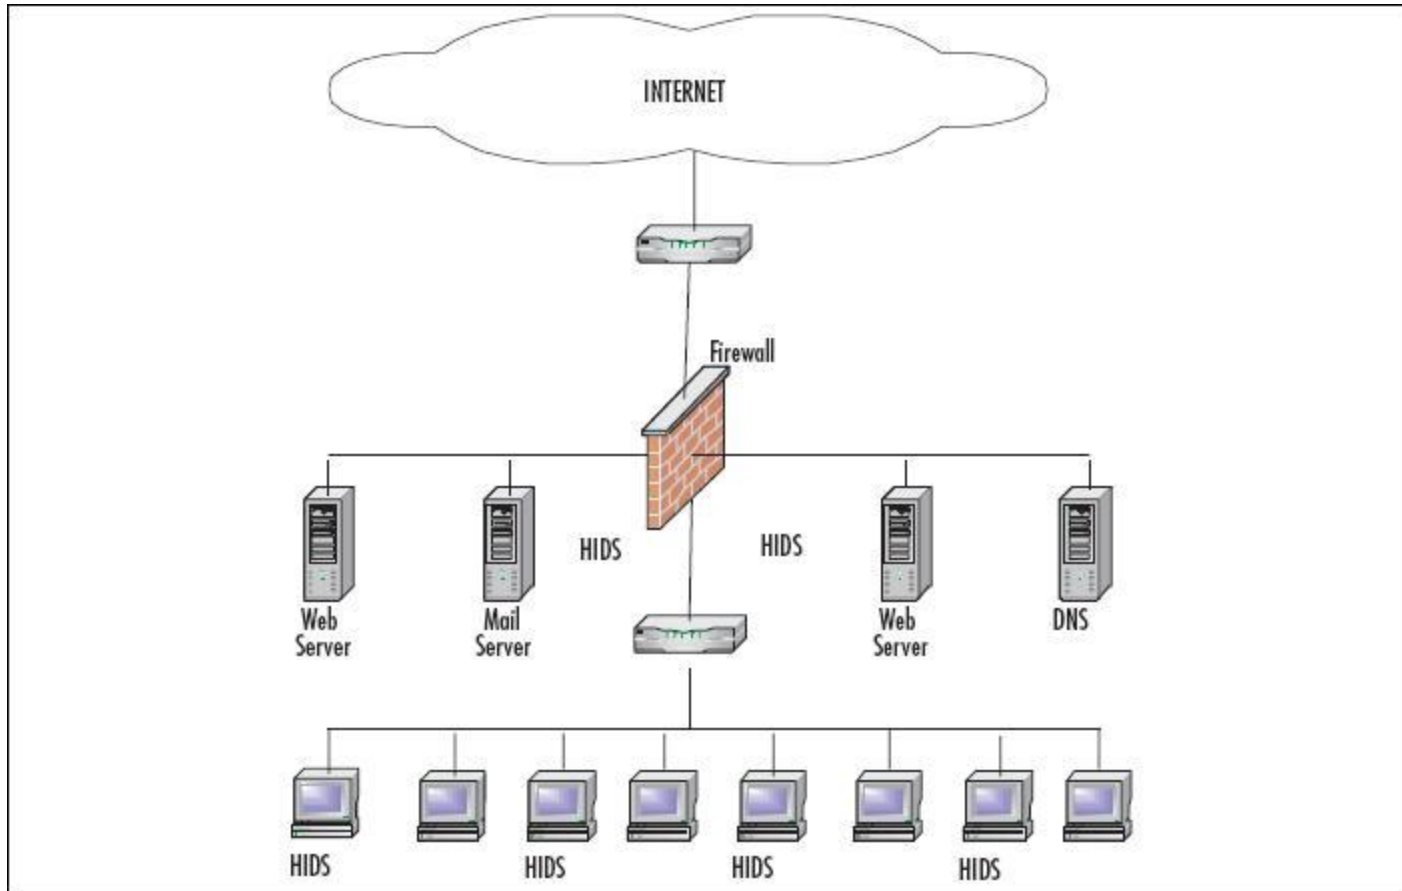 INTERNET
Firewall
HIDS
HIDS
Web
Server
Mail
Server
Web
Server
DNS
HIDS
HIDS
HIDS
HIDS